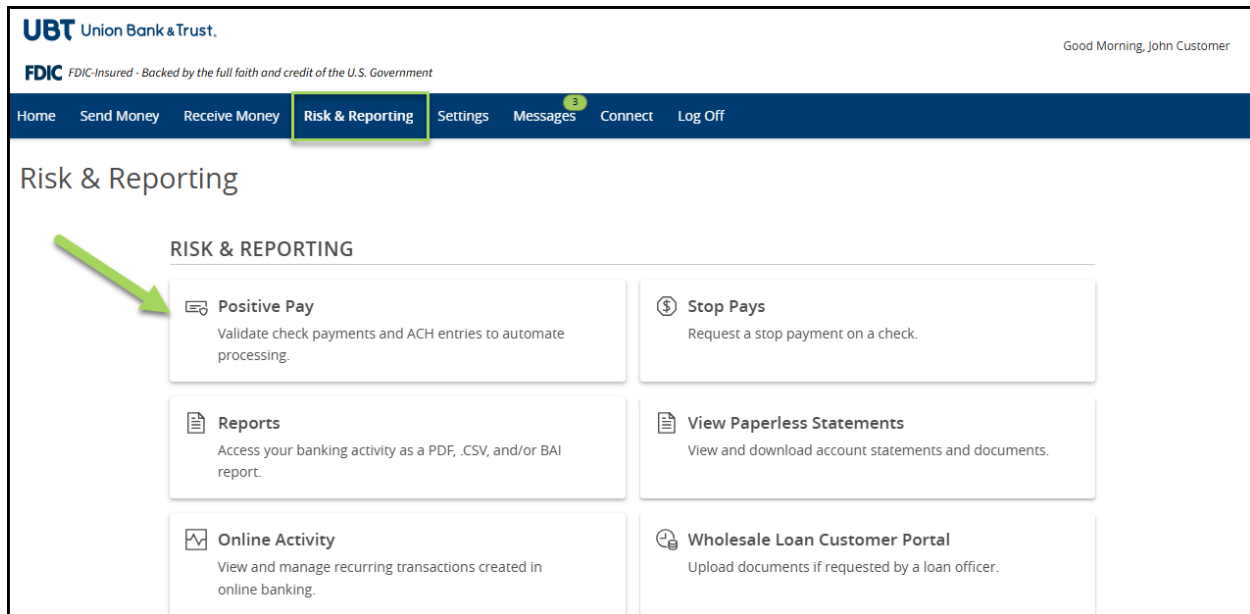 UBT Union Bank & Trust.
Good Morning, John Customer
FDIC FDIC-Insured - Backed by the full faith and credit of the U.S. Government
3
Home Send Money Receive Money Risk & Reporting Settings Messages Connect Log Off
Risk & Reporting
RISK & REPORTING
Positive Pay
Validate check payments and ACH entries to automate
processing.
Stop Pays
Request a stop payment on a check.
Reports
Access your banking activity as a PDF, .CSV, and/or BAI
report.
View Paperless Statements
View and download account statements and documents.
Online Activity
View and manage recurring transactions created in
online banking.
Wholesale Loan Customer Portal
Upload documents if requested by a loan officer.